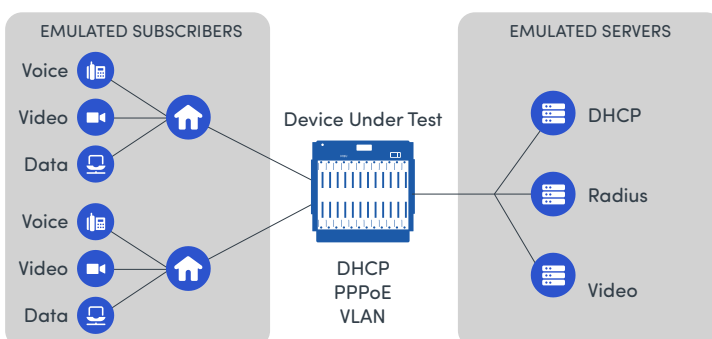 EMULATED SUBSCRIBERS
Voice
Video
Data
Voice
Video
Data
Device Under Test
DHCP
PPPoE
VLAN
EMULATED SERVERS
DHCP
Radius
Video